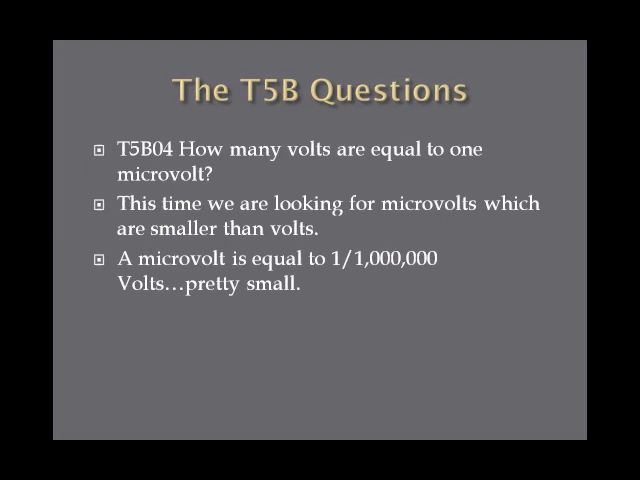 The T5B Questions
T5B04 How many volts are equal to one
microvolt?
This time we are looking for microvolts which
are smaller than volts.
A microvolt is equal to 1/1,000,000
Volts…pretty small.